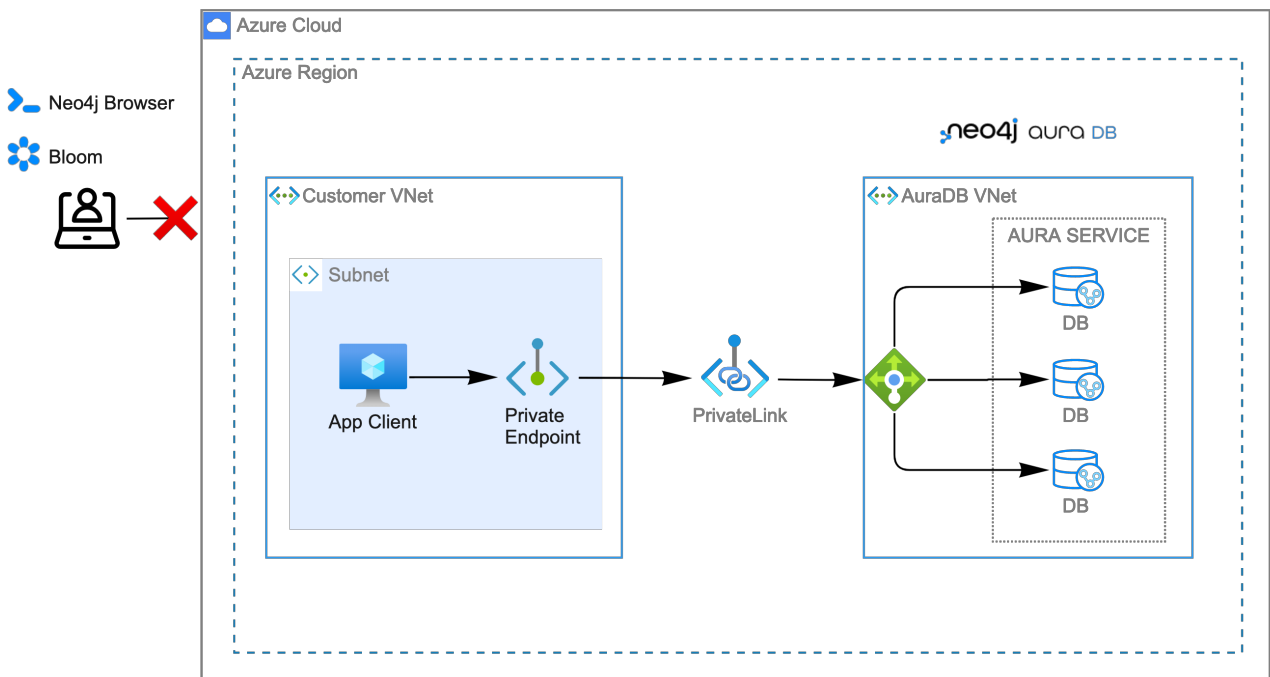 Azure Cloud
Azure Region
Neo4j Browser
Bloom
neo4j aura DB
Customer VNet
Subnet
App Client
Private
Endpoint
PrivateLink
AuraDB VNet
AURA SERVICE
DB
DB
DB